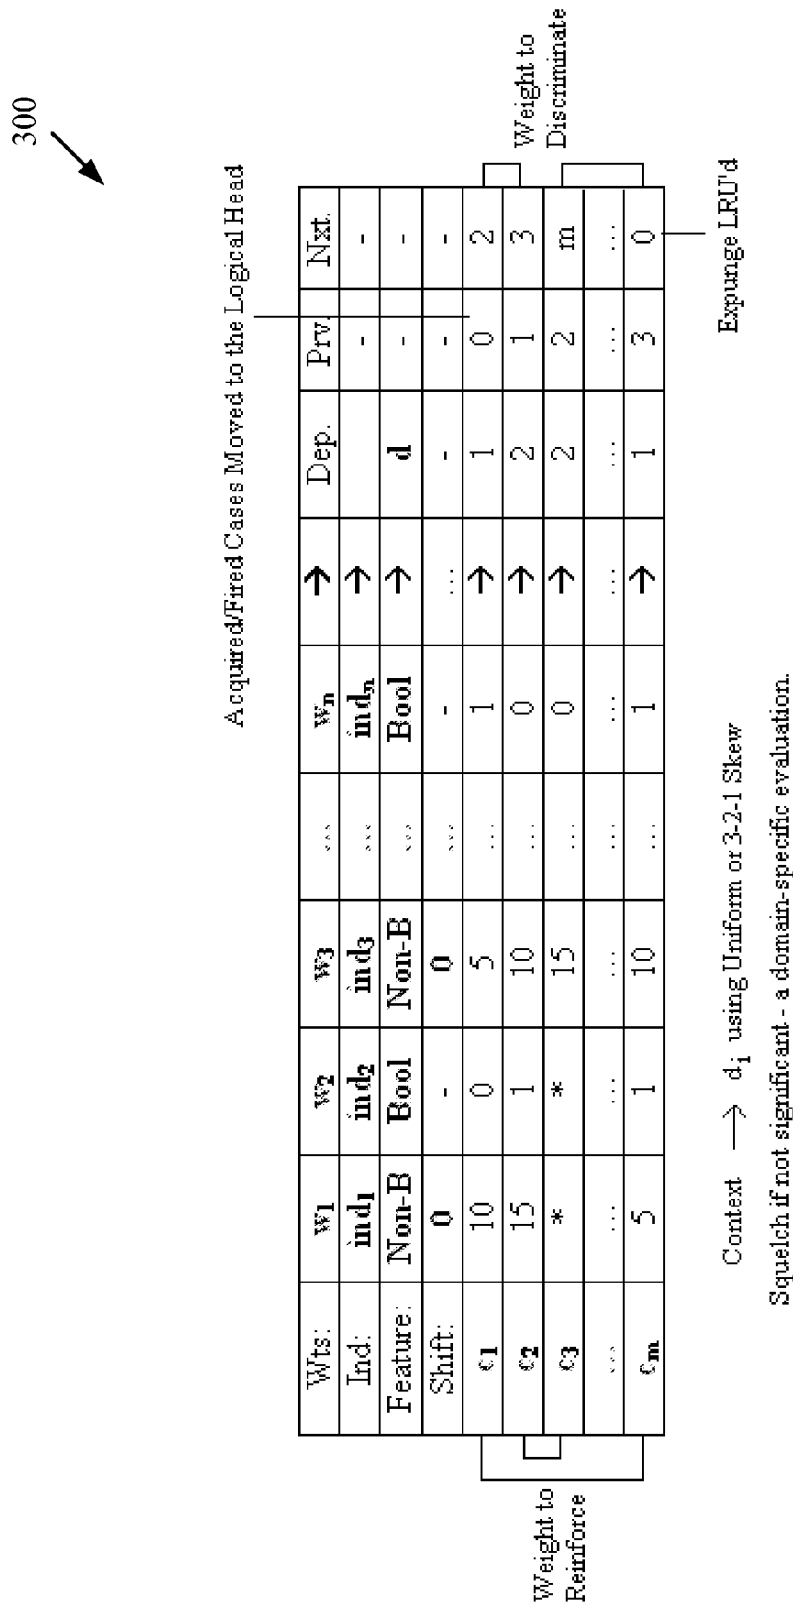 300
Acquired/Fired Cases Moved to the Logical Head
Wts: w1 w2 w3 ... wn → Dep. Prv. Nxt.
Ind: ind1 ind2 ind3 ... indn → - -
Feature: Non-B Bool Non-B ... Bool → d - -
Shift: 0 - 0 ... - ... - - -
c1 10 0 5 ... 1 → 1 0 2
c2 15 1 10 ... 0 → 2 1 3
c3 * * 15 ... 0 → 2 2 m
... ... ... ... ... ... ... ... ... ...
cm 5 1 10 ... 1 → 1 3 0
Weight to
Reinforce
Weight to
Discriminate
Expunge LRU'd
Context → di using Uniform or 3-2-1 Skew
Squelch if not significant - a domain-specific evaluation.